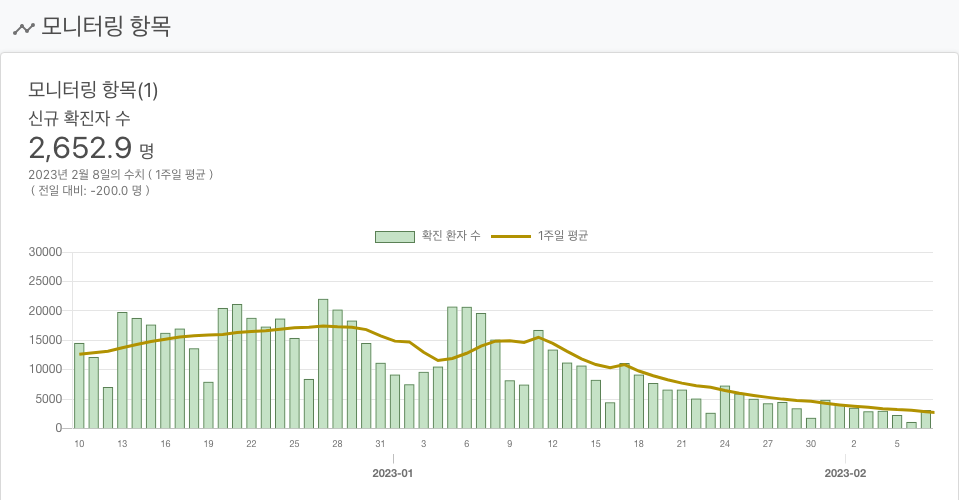 모니터링 항목
모니터링 항목(1)
신규 확진자 수
2,652.9 명
2023년 2월 8일의 수치 ( 1주일 평균 )
( 전일 대비: -200.0 명 )
확진 환자 수 1주일 평균
30000
25000
20000
15000
10000
5000
0
10 13 16 19 22 25 28 31 3 6 9 12 15 18 21 24 27 30 2 5
2023-01 2023-02